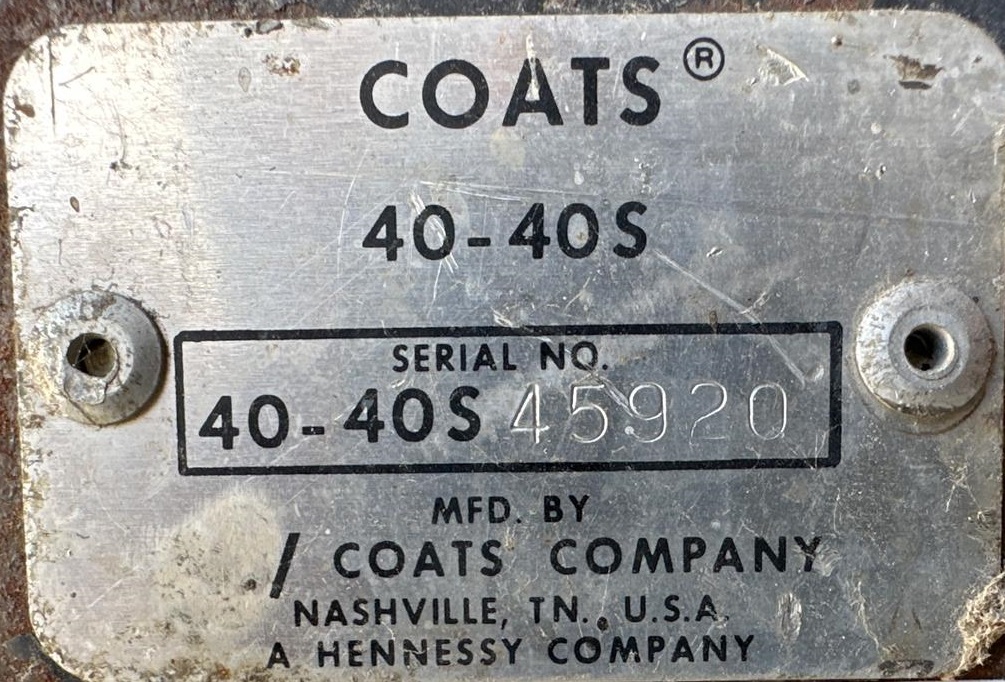 COATS®
40-40S
SERIAL NO.
40-40S 45920
MFD. BY
/ COATS COMPANY
NASHVILLE, TN., U.S.A.
A HENNESSY COMPANY